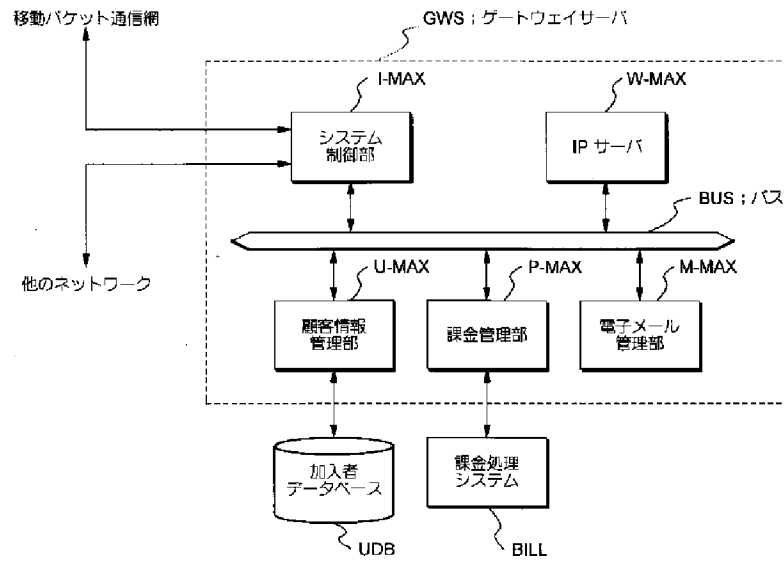 移動パケット通信網
GWS ; ゲートウェイサーバ
I-MAX
W-MAX
システム
制御部
IP サーバ
BUS ; バス
他のネットワーク
U-MAX
P-MAX
M-MAX
顧客情報
管理部
課金管理部
電子メール
管理部
加入者
データベース
課金処理
システム
UDB
BILL